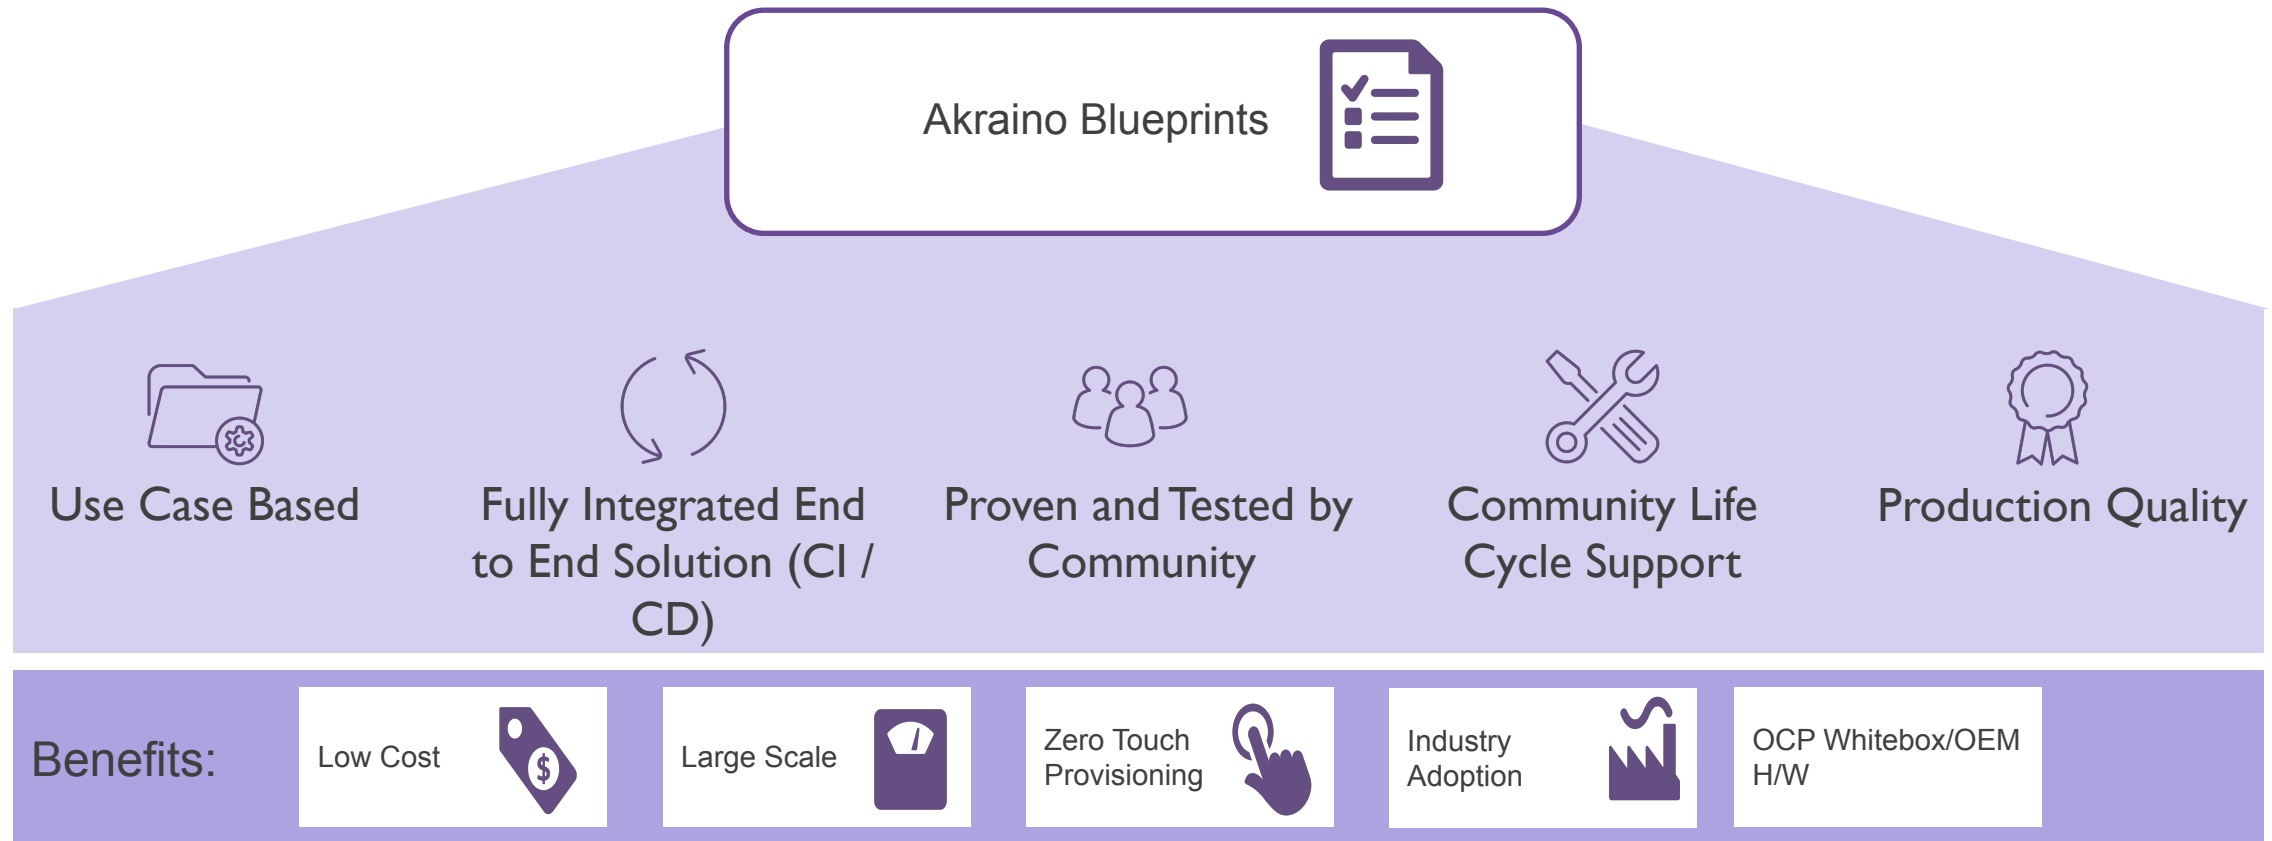 Akraino Blueprints
Use Case Based
Fully Integrated End
to End Solution (CI /
CD)
Proven and Tested by
Community
Community Life
Cycle Support
Production Quality
Benefits:
Low Cost
$
Large Scale
Zero Touch
Provisioning
Industry
Adoption
OCP Whitebox/OEM
H/W